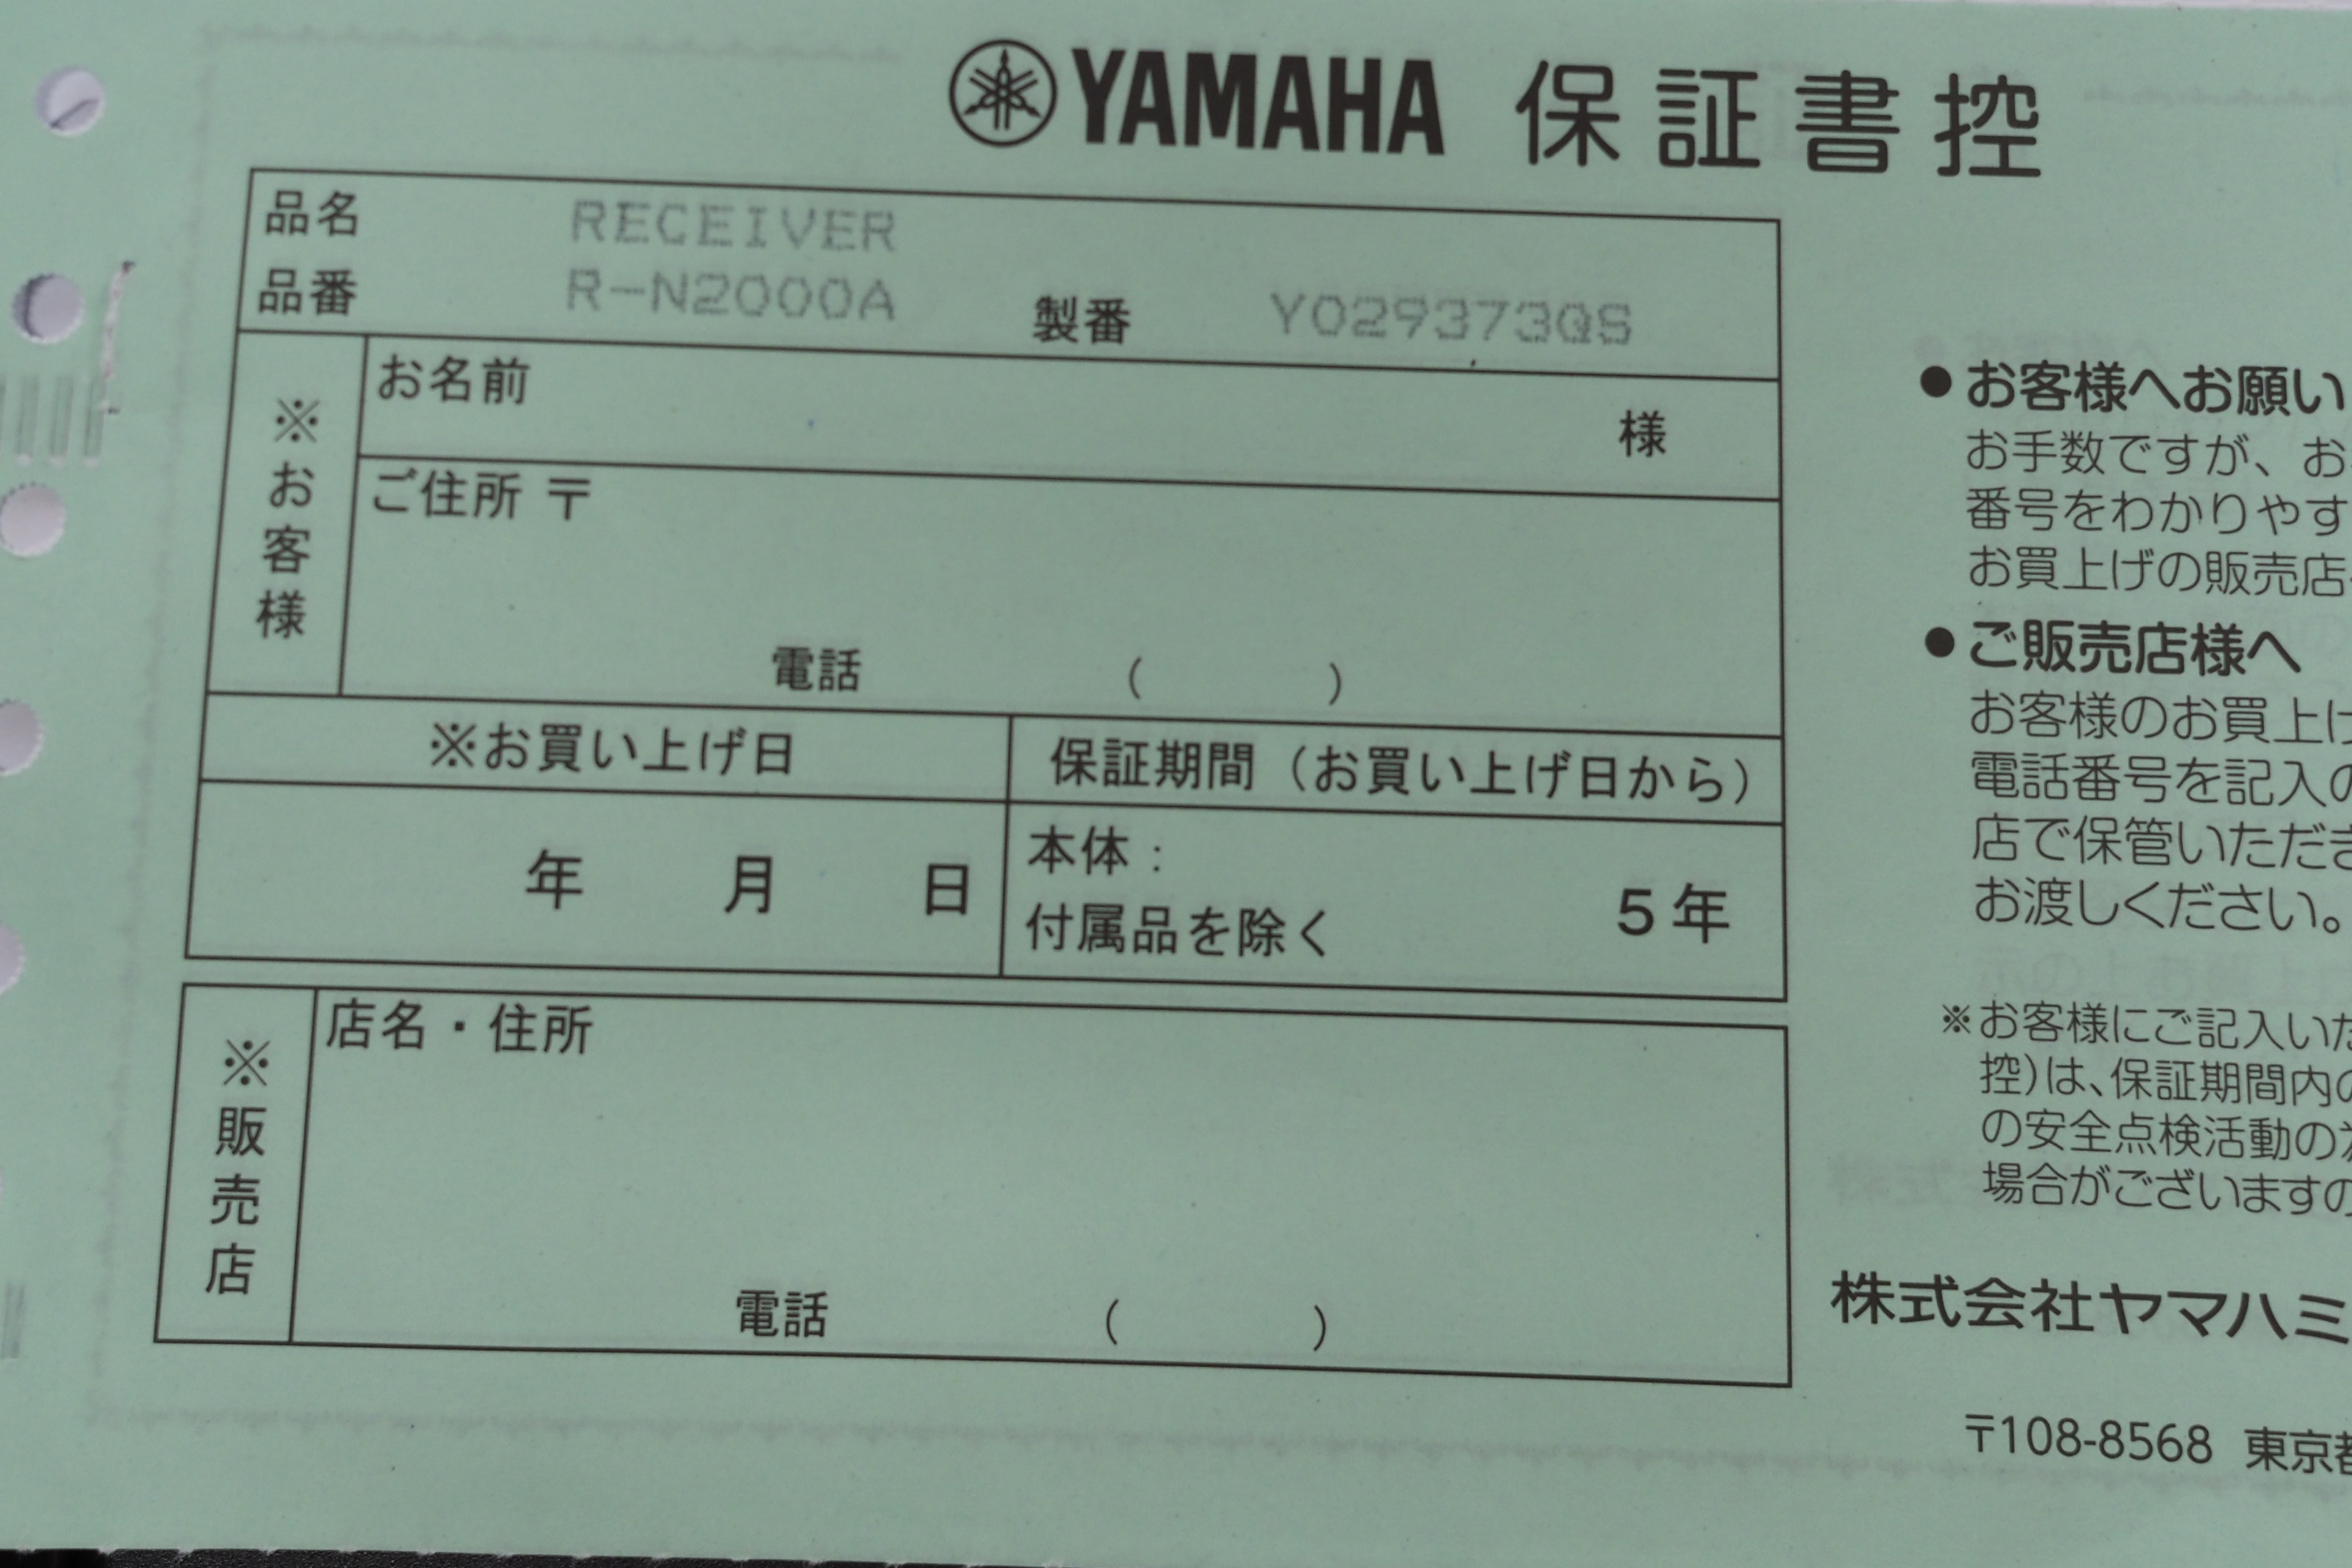 YAMAHA 保証書控
品名 RECEIVER
品番 R-N2000A 製番 Y029373QS
※お客様
お名前
様
ご住所 〒
電話 ( )
※お買い上げ日
保証期間（お買い上げ日から）
年 月 日
本体：
付属品を除く
5年
※販売店
店名・住所
電話 ( )
●お客様へお願い
お手数ですが、お
番号をわかりやす
お買上げの販売店
●ご販売店様へ
お客様のお買上げ
電話番号を記入の
店で保管いただき
お渡しください。
※お客様にご記入いた
控)は、保証期間内の
の安全点検活動の為
場合がございますの
株式会社ヤマハミ
〒108-8568 東京都